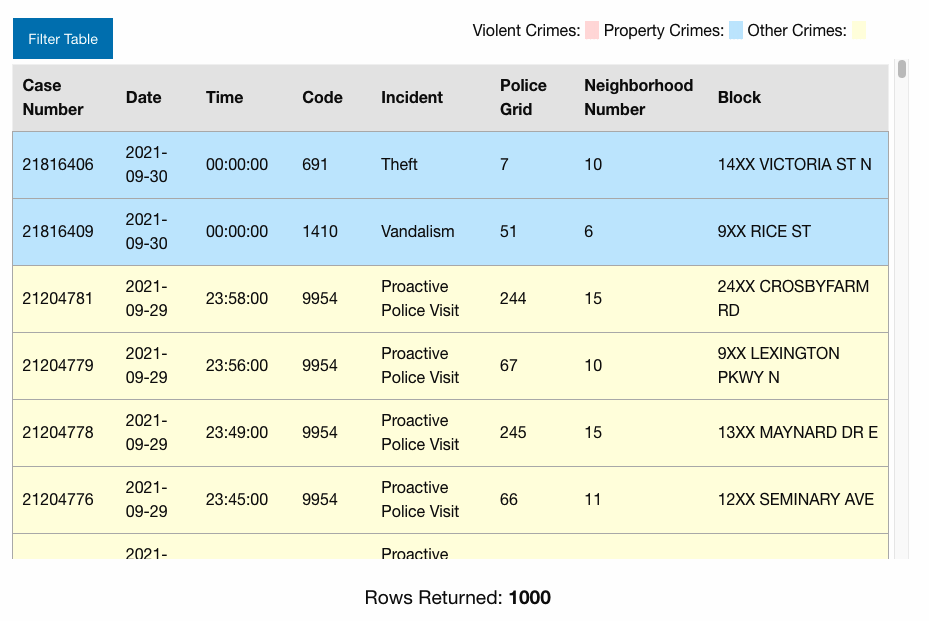 Filter Table
Violent Crimes: Property Crimes: Other Crimes:
Case Number Date Time Code Incident Police Grid Neighborhood Number Block
21816406 2021-09-30 00:00:00 691 Theft 7 10 14XX VICTORIA ST N
21816409 2021-09-30 00:00:00 1410 Vandalism 51 6 9XX RICE ST
21204781 2021-09-29 23:58:00 9954 Proactive Police Visit 244 15 24XX CROSBYFARM RD
21204779 2021-09-29 23:56:00 9954 Proactive Police Visit 67 10 9XX LEXINGTON PKWY N
21204778 2021-09-29 23:49:00 9954 Proactive Police Visit 245 15 13XX MAYNARD DR E
21204776 2021-09-29 23:45:00 9954 Proactive Police Visit 66 11 12XX SEMINARY AVE
2021- Proactive
Rows Returned: 1000